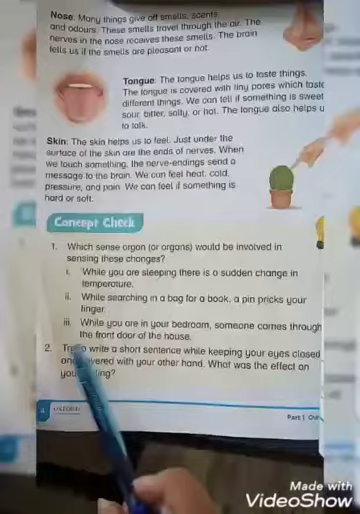 Nose: Many things give off smells, scents
and odours. These smells travel through the air. The
nerves in the nose receives these smells. The brain
tells us if the smells are pleasant or not.
Tongue: The tongue helps us to taste things.
The tongue is covered with tiny pores which taste
different things. We can tell if something is sweet
sour, bitter, salty, or hot. The tongue also helps u
to talk.
Skin: The skin helps us to feel. Just under the
surface of the skin are the ends of nerves. When
we touch something, the nerve-endings send a
message to the brain. We can feel heat, cold,
pressure, and pain. We can feel if something is
hard or soft.
Concept Check
1. Which sense organ (or organs) would be involved in
sensing these changes?
i. While you are sleeping there is a sudden change in
temperature.
ii. While searching in a bag for a book, a pin pricks your
finger.
iii. While you are in your bedroom, someone comes through
the front door of the house.
2. to write a short sentence while keeping your eyes closed
with your other hand. What was the effect on
4 OXFORD
Part 1
Made with
VideoShow